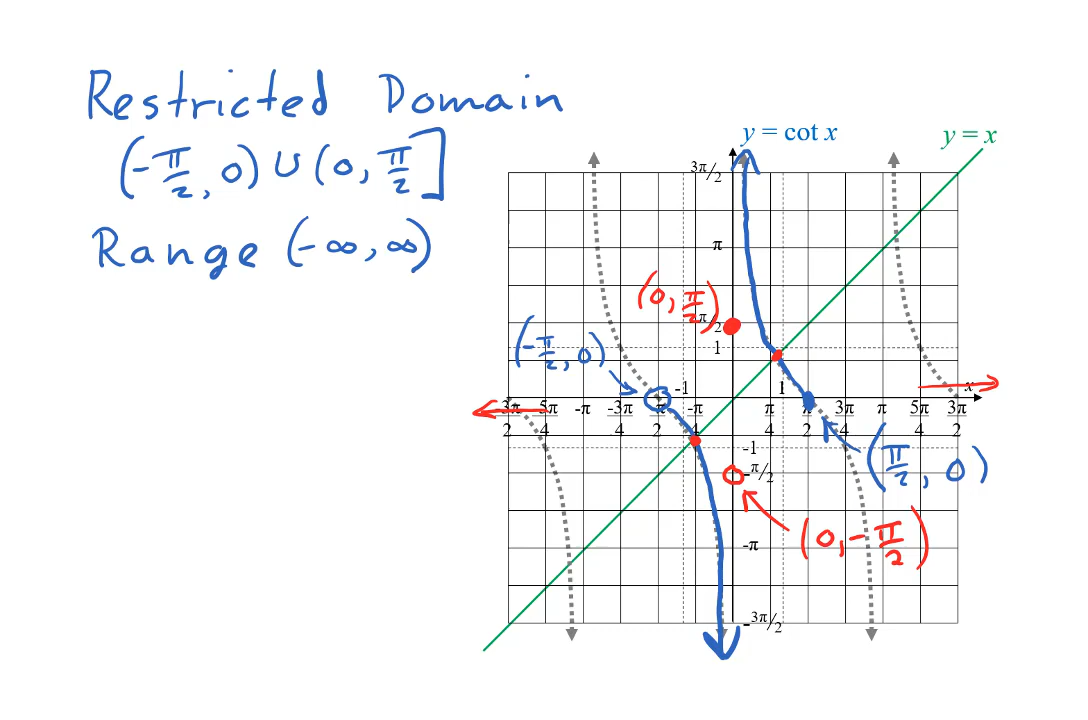 Restricted Domain
(-π/2, 0) ∪ (0, π/2]
Range (-∞, ∞)
y = cot x
y = x
3π/2
π
(0, π/2)
π/2
1
(-π/2, 0)
-1
1
x
-3π/2 -5π/4 -π -3π/4 -π/2 -π/4 π/4 π/2 3π/4 π 5π/4 3π/2
-1
(π/2, 0)
-π/2
(0, -π/2)
-π
-3π/2